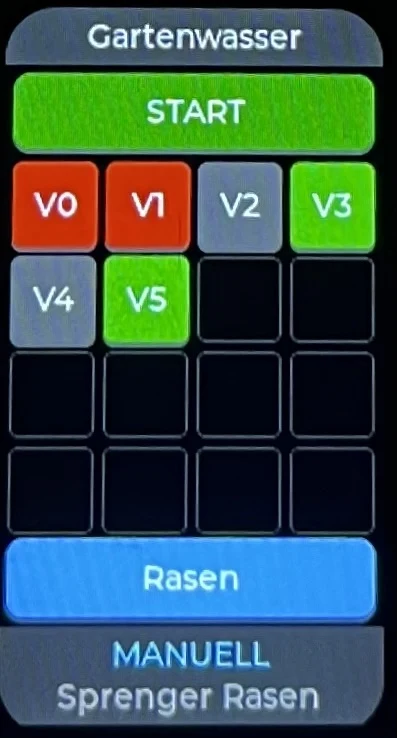 Gartenwasser
START
V0 V1 V2 V3
V4 V5
Rasen
MANUELL
Sprenger Rasen